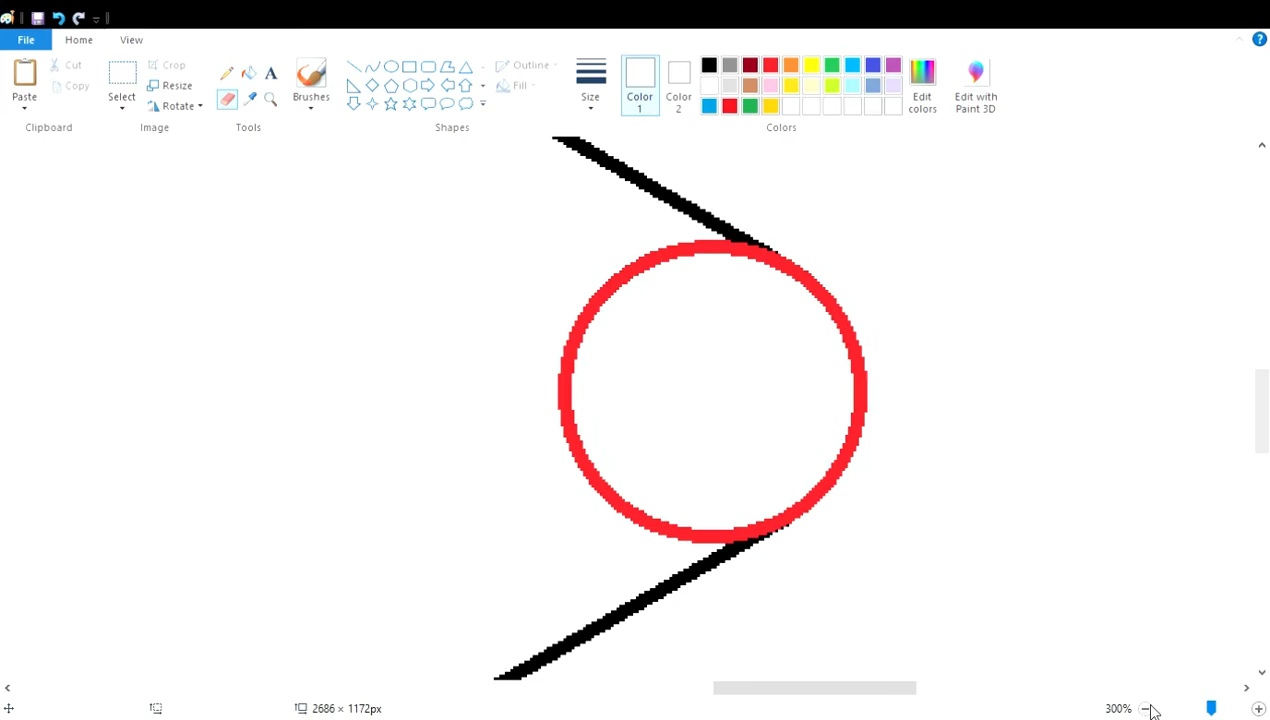 File Home View
Paste
Cut
Copy
Clipboard
Select
Crop
Resize
Rotate
Image
Tools
Brushes
Outline
Fill
Shapes
Size
Color
1
Color
2
Edit
colors
Colors
Edit with
Paint 3D
2686 × 1172px
300%